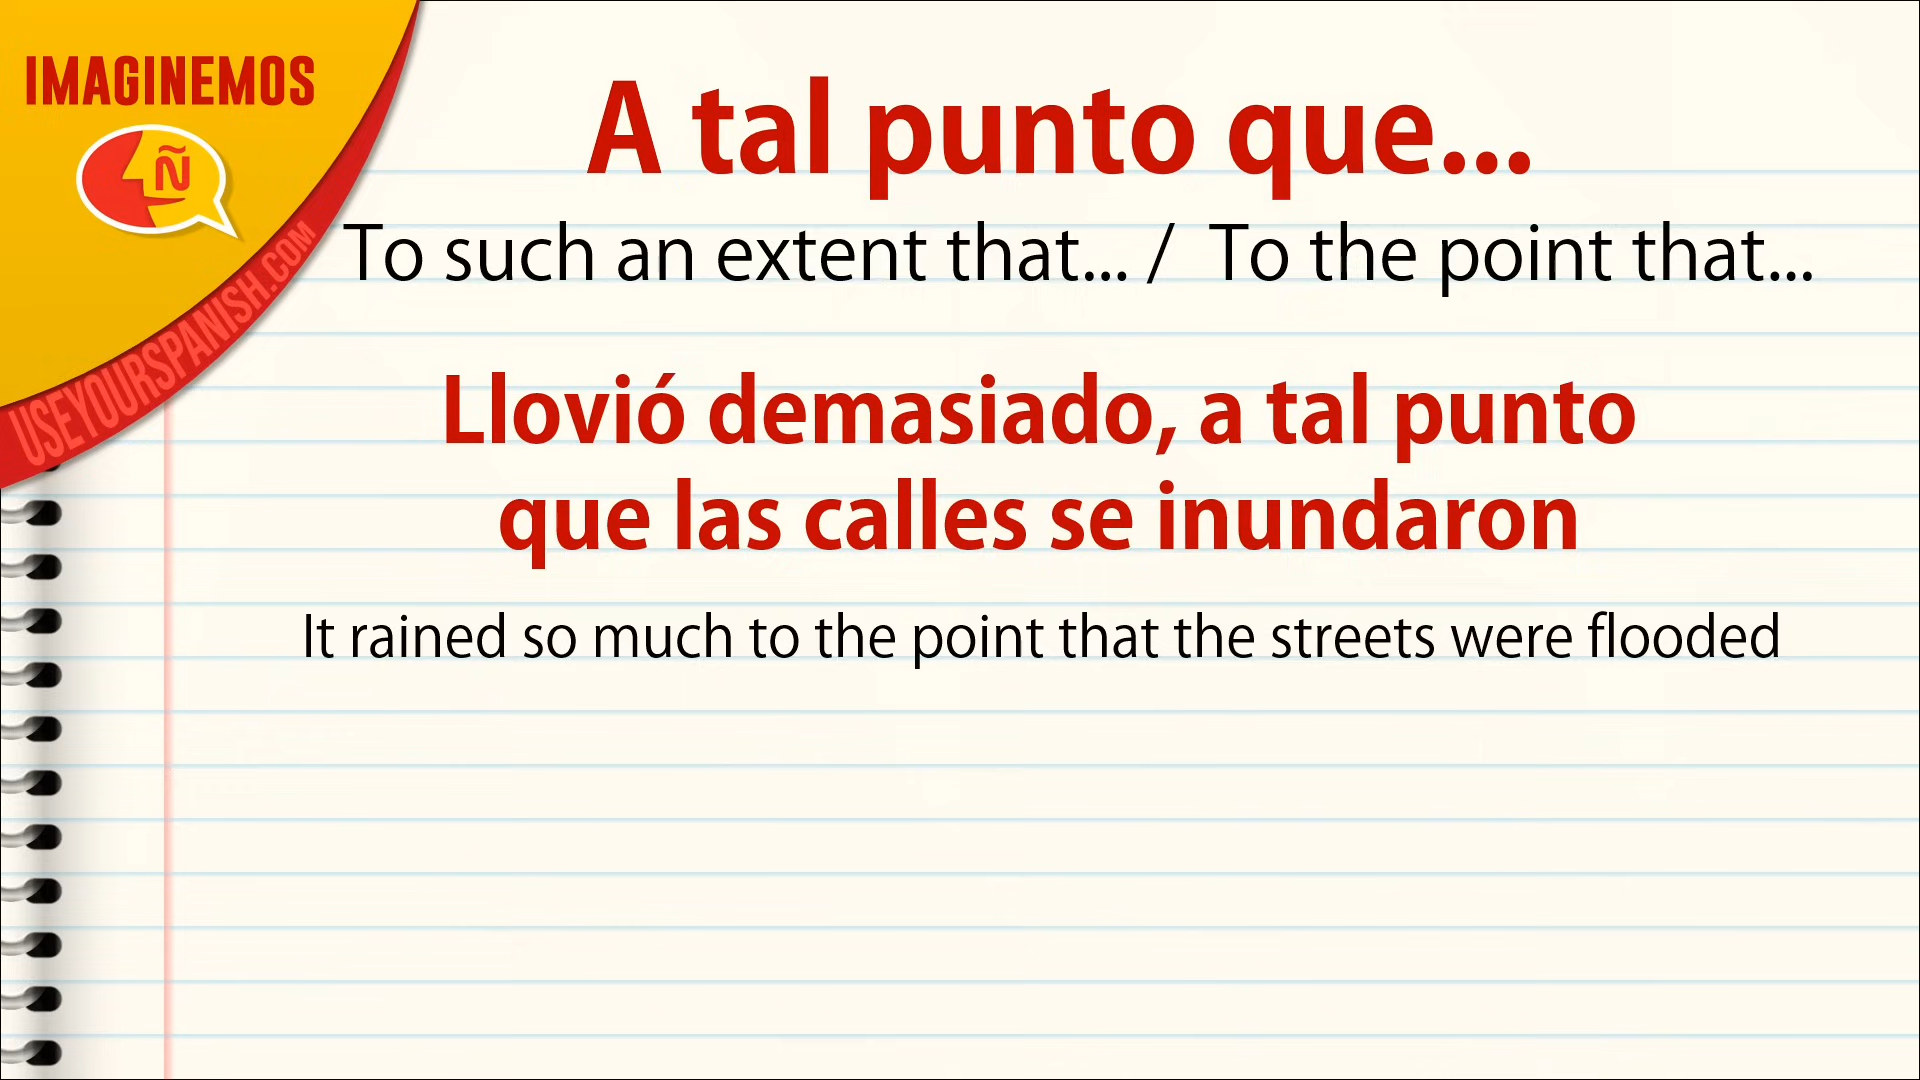 IMAGINEMOS
Ñ
USEYOURSPANISH.COM
A tal punto que...
To such an extent that... / To the point that...
Llovió demasiado, a tal punto
que las calles se inundaron
It rained so much to the point that the streets were flooded